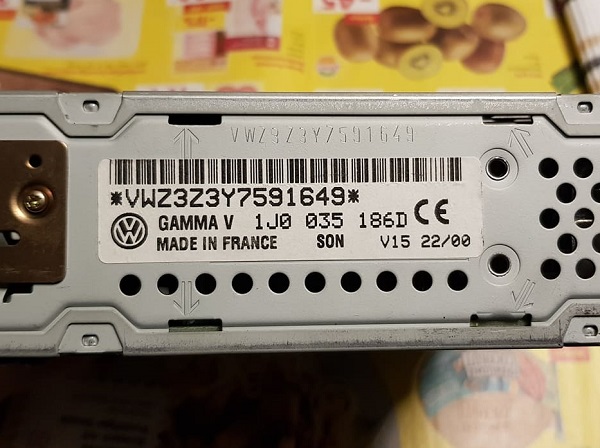 VWZ3Z3Y7591649
*VWZ3Z3Y7591649*
GAMMA V 1J0 035 186D CE
MADE IN FRANCE SON V15 22/00